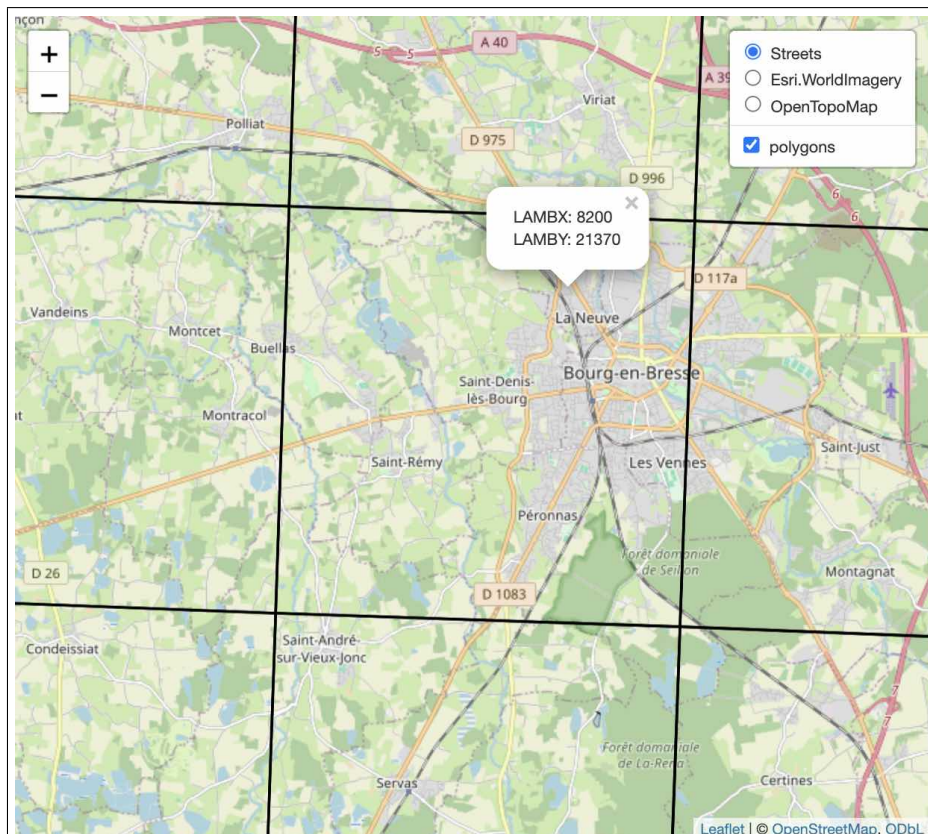 nçon
+
−
A 40
5
5
Streets
Esri.WorldImagery
OpenTopoMap
polygons
A 39
Viriat
Polliat
D 975
D 996
6
6
LAMBX: 8200
LAMBY: 21370
×
D 117a
Vandeins
La Neuve
Montcet
Buellas
Bourg-en-Bresse
Saint-Denis-
lès-Bourg
at
Montracol
Saint-Just
Saint-Rémy
Les Vennes
Péronnas
Forêt domaniale
de Seillon
D 26
Montagnat
D 1083
Saint-André-
sur-Vieux-Jonc
Condeissiat
7
7
Forêt domaniale
de La-Rena
Servas
Certines
Leaflet | © OpenStreetMap, ODbL